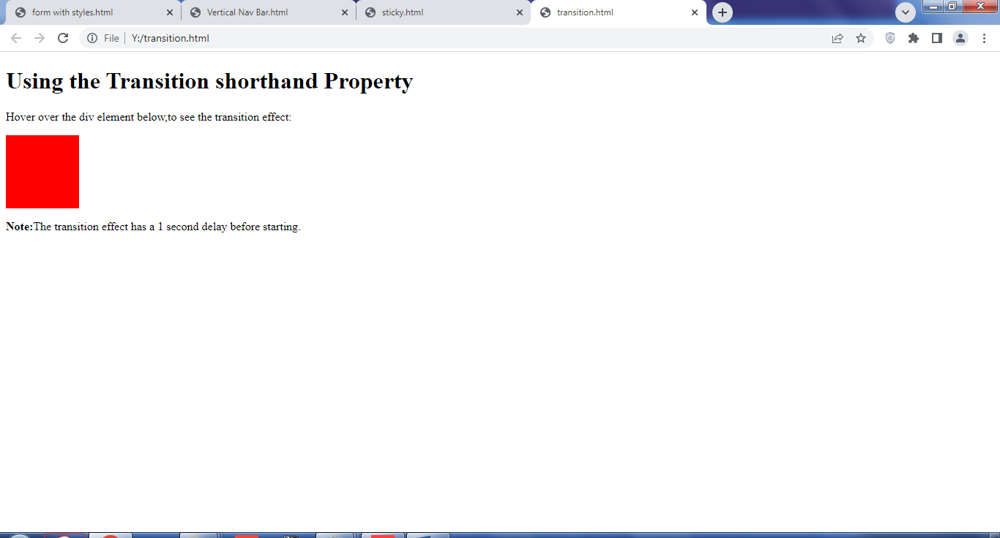 form with styles.html
Vertical Nav Bar.html
sticky.html
transition.html
File
Y:/transition.html
Using the Transition shorthand Property
Hover over the div element below,to see the transition effect:
Note:The transition effect has a 1 second delay before starting.